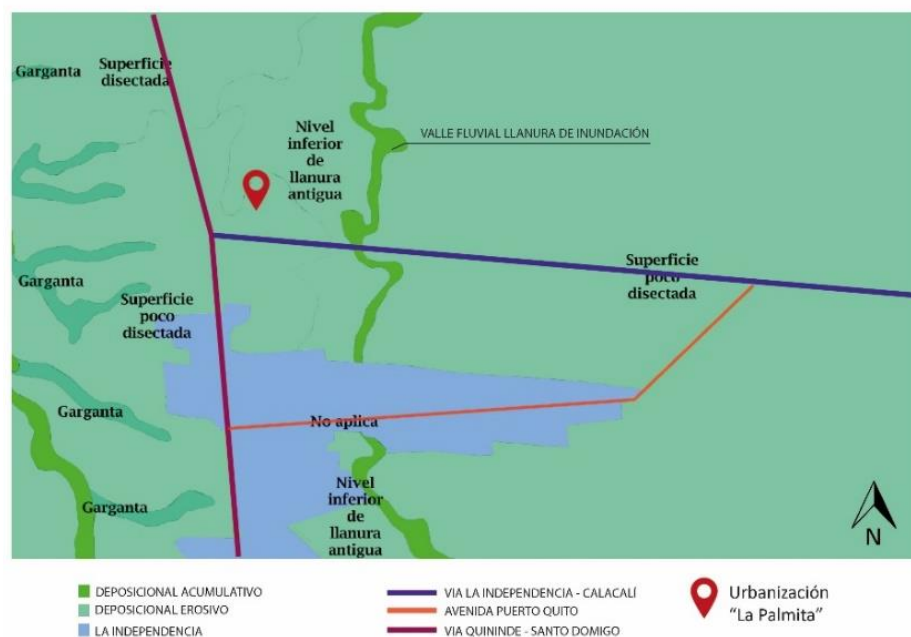 Garganta
Superficie
disectada
Nivel
inferior
de
llanura
antigua
VALLE FLUVIAL LLANURA DE INUNDACIÓN
Garganta
Superficie
poco
disectada
Superficie
poco
disectada
Garganta
No aplica
Garganta
Nivel
inferior
de
llanura
antigua
N
DEPOSICIONAL ACUMULATIVO
DEPOSICIONAL EROSIVO
LA INDEPENDENCIA
VIA LA INDEPENDENCIA - CALACALÍ
AVENIDA PUERTO QUITO
VIA QUININDE - SANTO DOMIGO
Urbanización
"La Palmita"